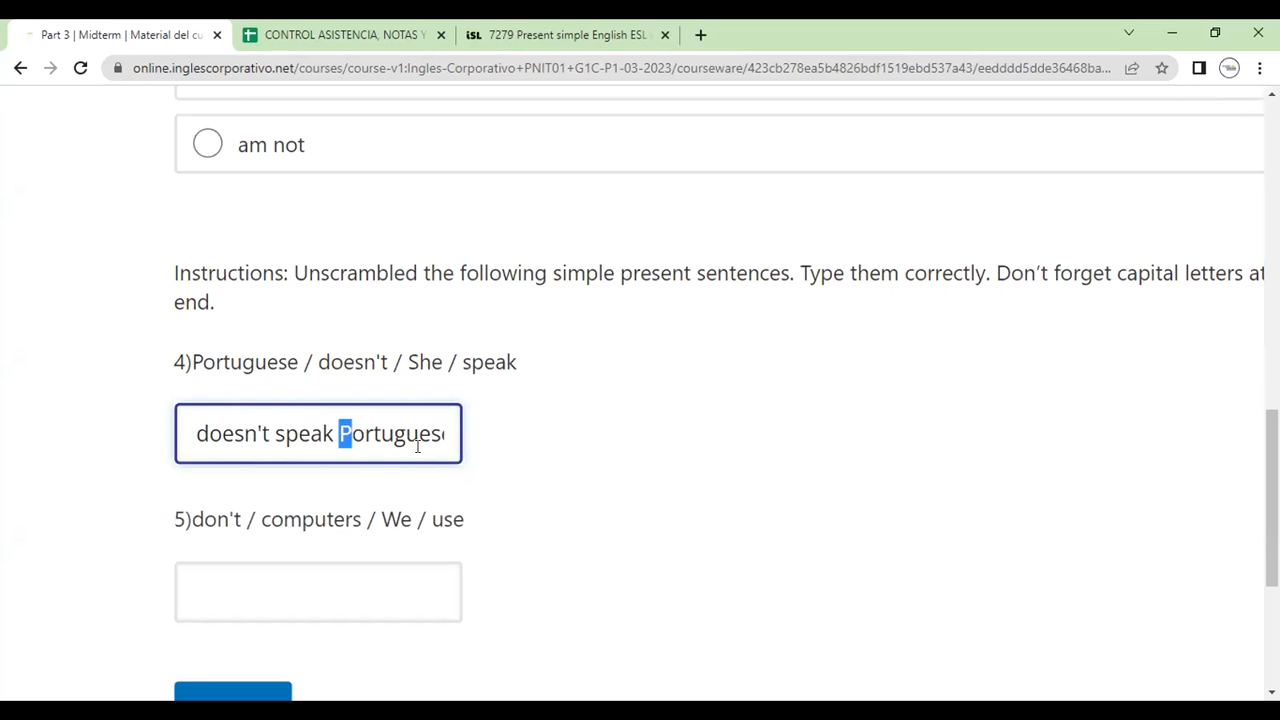 Part 3 | Midterm | Material del cu
CONTROL ASISTENCIA, NOTAS Y
iSL 7279 Present simple English ESL
online.inglescorporativo.net/courses/course-v1:Ingles-Corporativo+PNIT01+G1C-P1-03-2023/courseware/423cb278ea5b4826bdf1519ebd537a43/eedddd5dde36468ba...
am not
Instructions: Unscrambled the following simple present sentences. Type them correctly. Don’t forget capital letters at
end.
4)Portuguese / doesn't / She / speak
doesn't speak Portuguese
5)don't / computers / We / use